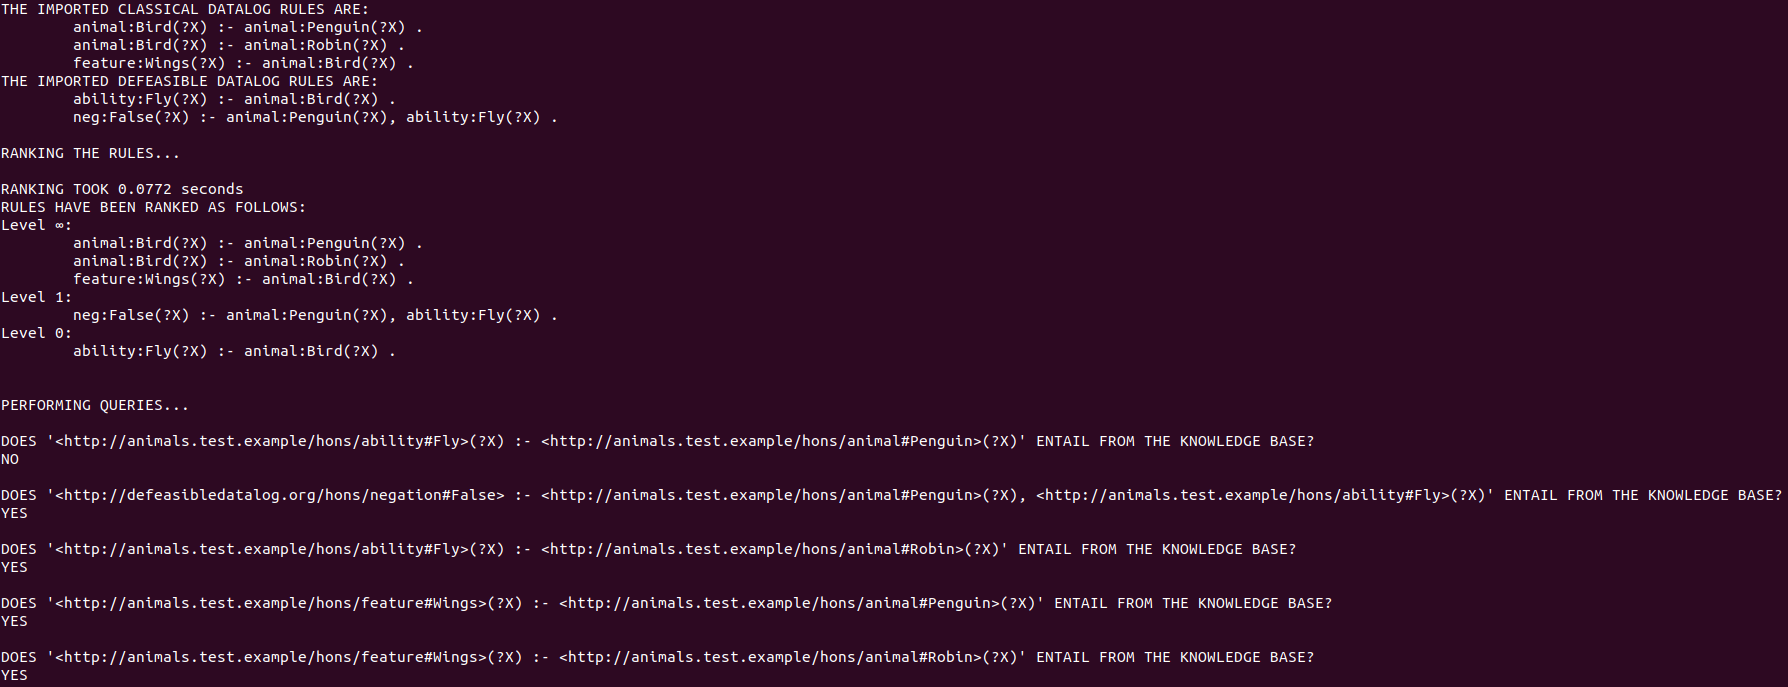 THE IMPORTED CLASSICAL DATALOG RULES ARE:
animal:Bird(?X) :- animal:Penguin(?X) .
animal:Bird(?X) :- animal:Robin(?X) .
feature:Wings(?X) :- animal:Bird(?X) .
THE IMPORTED DEFEASIBLE DATALOG RULES ARE:
ability:Fly(?X) :- animal:Bird(?X) .
neg:False(?X) :- animal:Penguin(?X), ability:Fly(?X) .
RANKING THE RULES...
RANKING TOOK 0.0772 seconds
RULES HAVE BEEN RANKED AS FOLLOWS:
Level ∞:
animal:Bird(?X) :- animal:Penguin(?X) .
animal:Bird(?X) :- animal:Robin(?X) .
feature:Wings(?X) :- animal:Bird(?X) .
Level 1:
neg:False(?X) :- animal:Penguin(?X), ability:Fly(?X) .
Level 0:
ability:Fly(?X) :- animal:Bird(?X) .
PERFORMING QUERIES...
DOES '<http://animals.test.example/hons/ability#Fly>(?X) :- <http://animals.test.example/hons/animal#Penguin>(?X)' ENTAIL FROM THE KNOWLEDGE BASE?
NO
DOES '<http://defeasibledatalog.org/hons/negation#False> :- <http://animals.test.example/hons/animal#Penguin>(?X), <http://animals.test.example/hons/ability#Fly>(?X)' ENTAIL FROM THE KNOWLEDGE BASE?
YES
DOES '<http://animals.test.example/hons/ability#Fly>(?X) :- <http://animals.test.example/hons/animal#Robin>(?X)' ENTAIL FROM THE KNOWLEDGE BASE?
YES
DOES '<http://animals.test.example/hons/feature#Wings>(?X) :- <http://animals.test.example/hons/animal#Penguin>(?X)' ENTAIL FROM THE KNOWLEDGE BASE?
YES
DOES '<http://animals.test.example/hons/feature#Wings>(?X) :- <http://animals.test.example/hons/animal#Robin>(?X)' ENTAIL FROM THE KNOWLEDGE BASE?
YES